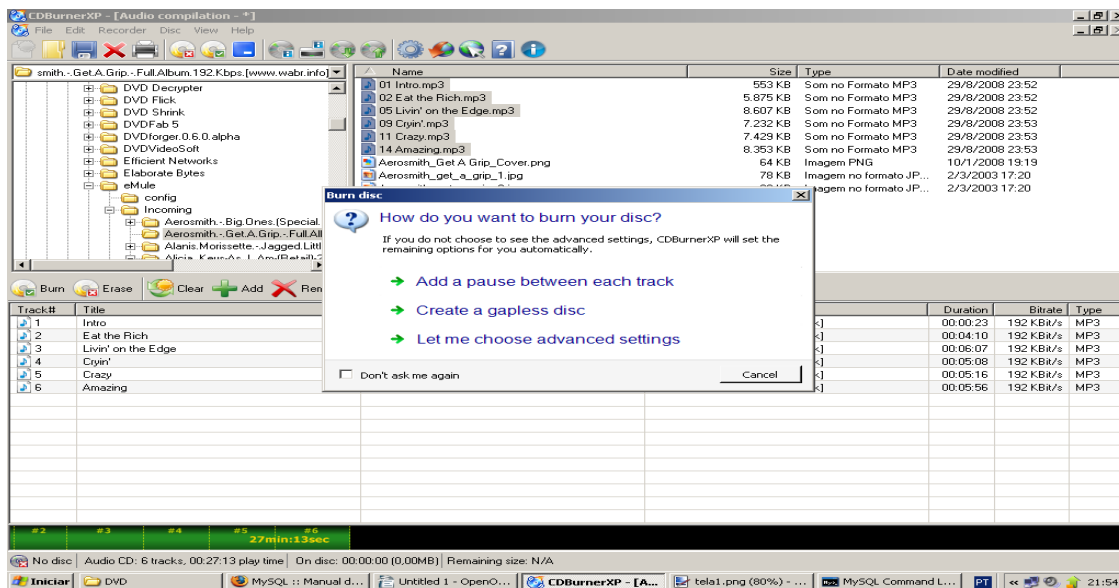 CDBurnerXP - [Audio compilation - *]
File Edit Recorder Disc View Help
smith.-.Get.A.Grip.-.Full.Album.192.Kbps.[www.wabr.info]
DVD Decrypter
DVD Flick
DVD Shrink
DVDFab 5
DVDforger.0.6.0.alpha
DVDVideoSoft
Efficient Networks
Elaborate Bytes
eMule
config
Incoming
Aerosmith.-.Big.Ones.(Special.
Aerosmith.-.Get.A.Grip.-.Full.Al
Alanis.Morissette.-.Jagged.Littl
Name Size Type Date modified
01 Intro.mp3 553 KB Som no Formato MP3 29/8/2008 23:52
02 Eat the Rich.mp3 5.875 KB Som no Formato MP3 29/8/2008 23:52
05 Livin' on the Edge.mp3 8.607 KB Som no Formato MP3 29/8/2008 23:52
09 Cryin'.mp3 7.232 KB Som no Formato MP3 29/8/2008 23:53
11 Crazy.mp3 7.429 KB Som no Formato MP3 29/8/2008 23:53
14 Amazing.mp3 8.353 KB Som no Formato MP3 29/8/2008 23:53
Aerosmith_Get A Grip_Cover.png 64 KB Imagem PNG 10/1/2008 19:19
Aerosmith_get_a_grip_1.jpg 78 KB Imagem no formato JP... 2/3/2003 17:20
magem no formato JP... 2/3/2003 17:20
Burn disc
How do you want to burn your disc?
If you do not choose to see the advanced settings, CDBurnerXP will set the
remaining options for you automatically.
Add a pause between each track
Create a gapless disc
Let me choose advanced settings
Don't ask me again Cancel
Burn Erase Clear Add Ren
Track# Title Duration Bitrate Type
1 Intro 00:00:23 192 KBit/s MP3
2 Eat the Rich 00:04:10 192 KBit/s MP3
3 Livin' on the Edge 00:06:07 192 KBit/s MP3
4 Cryin' 00:05:08 192 KBit/s MP3
5 Crazy 00:05:16 192 KBit/s MP3
6 Amazing 00:05:56 192 KBit/s MP3
#2 #3 #4 #5 #6
27min:13sec
No disc Audio CD: 6 tracks, 00:27:13 play time On disc: 00:00:00 (0,00MB) Remaining size: N/A
Iniciar DVD MySQL :: Manual d... Untitled 1 - OpenO... CDBurnerXP - [A... tela1.png (80%) - ... MySQL Command L... PT « 21:54